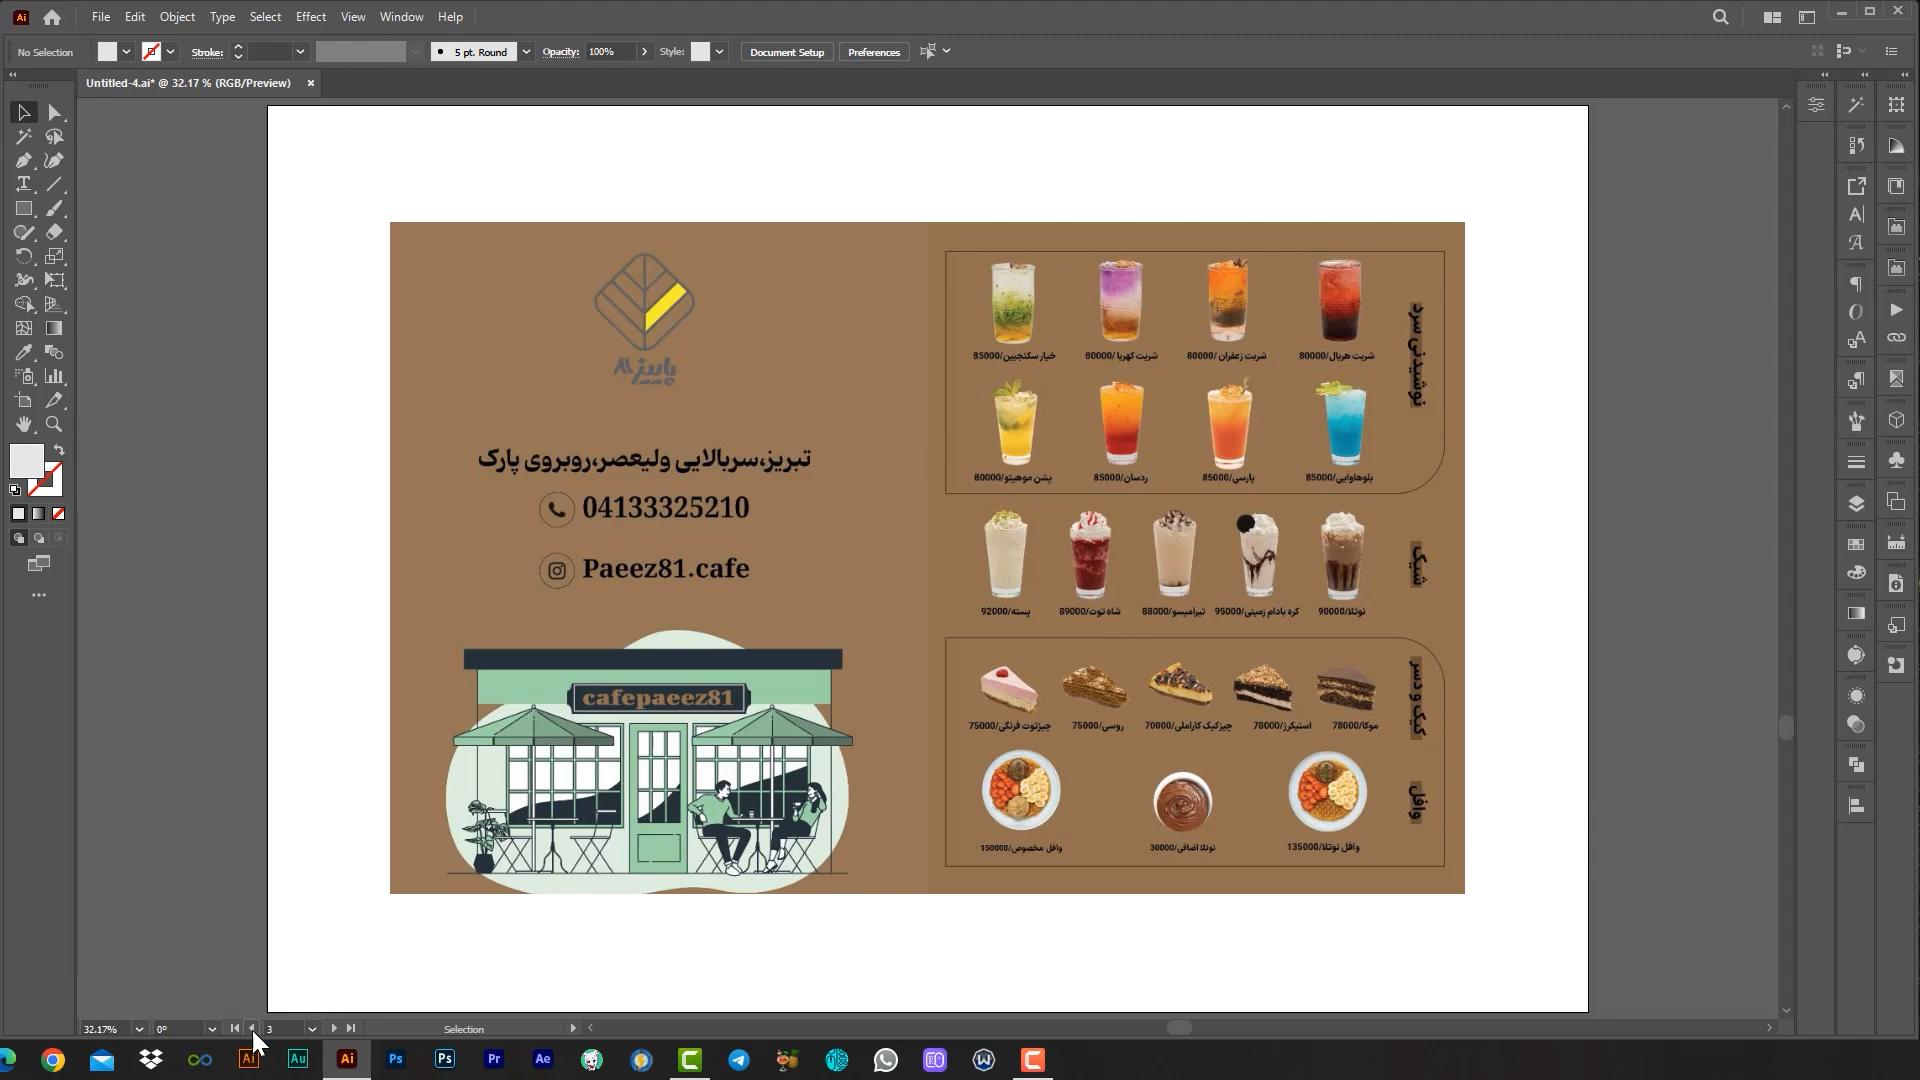 File Edit Object Type Select Effect View Window Help
No Selection
Stroke:
5 pt. Round
Opacity:
100%
Style:
Document Setup
Preferences
Untitled-4.ai* @ 32.17 % (RGB/Preview)
پاییز ۸۱
تبریز،سربالایی ولیعصر،روبروی پارک
04133325210
Paeez81.cafe
cafepaeez81
نوشیدنی سرد
شربت هربال/80000
شربت زعفران /80000
شربت کهربا /80000
خیار سکنجبین/85000
بلوهاوایی/85000
پارسی/85000
ردسان/85000
پشن موهیتو/80000
شیک
نوتلا/90000
کره بادام زمینی/95000
تیرامیسو/88000
شاه توت/89000
پسته/92000
کیک و دسر
موکا/78000
اسنیکرز/78000
چیزکیک کاراملی/70000
روسی/75000
چیزتوت فرنگی/75000
وافل
وافل نوتلا/135000
نوتلا اضافی/30000
وافل مخصوص/150000
32.17%
0°
3
Selection